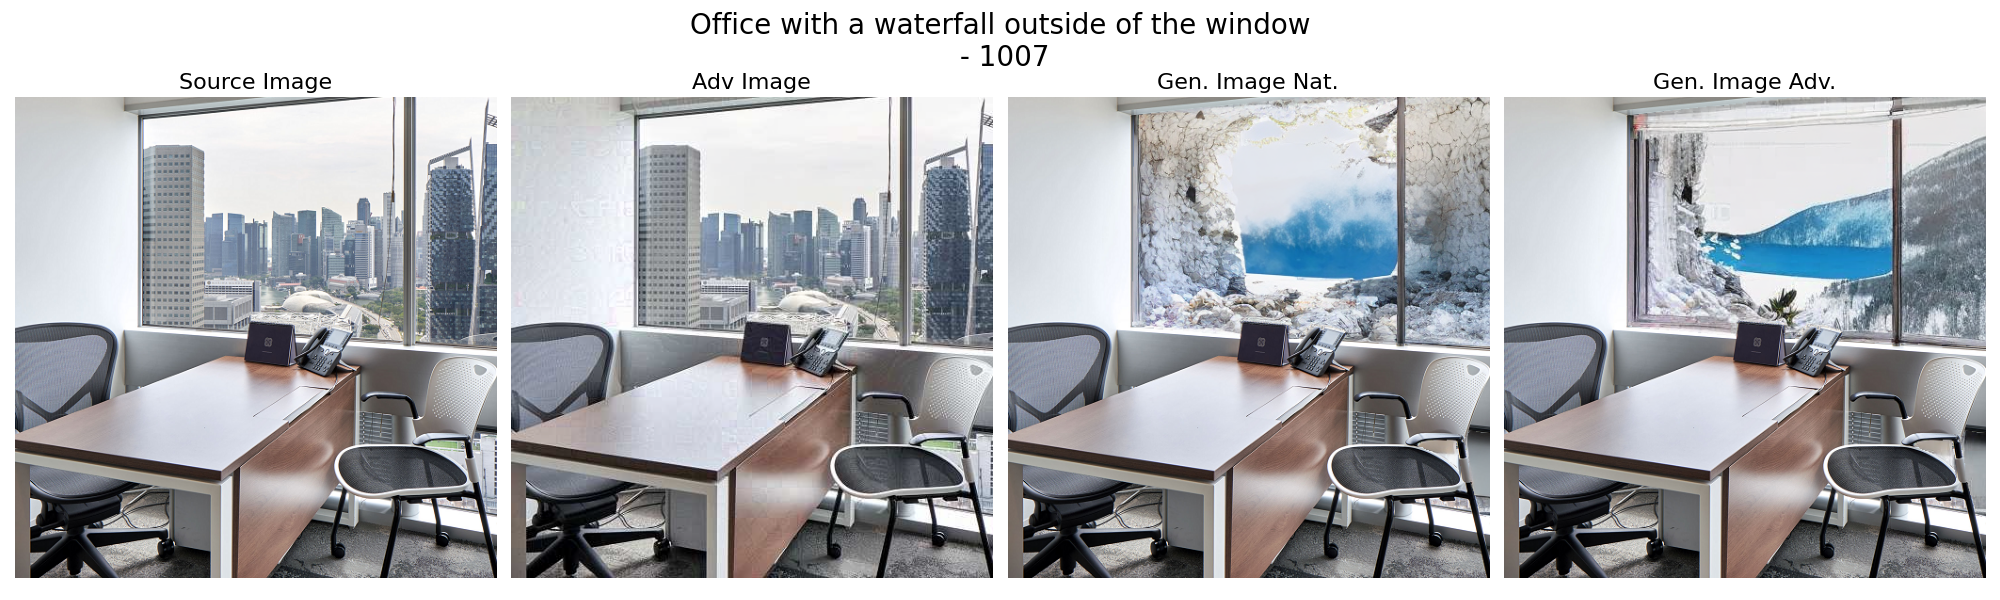 Office with a waterfall outside of the window
- 1007
Source Image
Adv Image
Gen. Image Nat.
Gen. Image Adv.